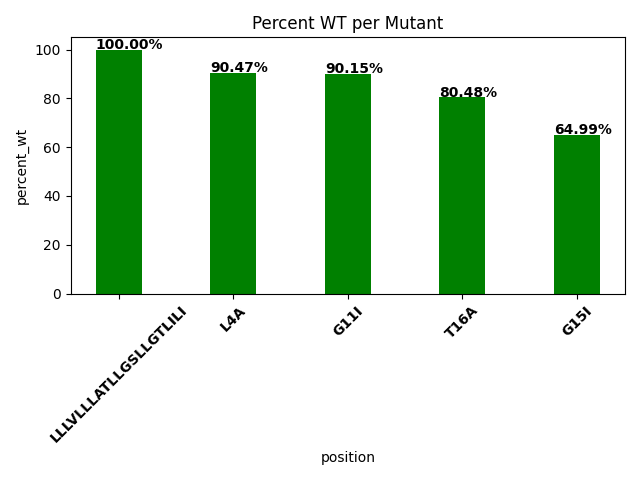 Percent WT per Mutant
percent_wt
100
80
60
40
20
0
100.00%
90.47%
90.15%
80.48%
64.99%
LLLVLLLATLLGSLLGTLILI
L4A
G11I
T16A
G15I
position